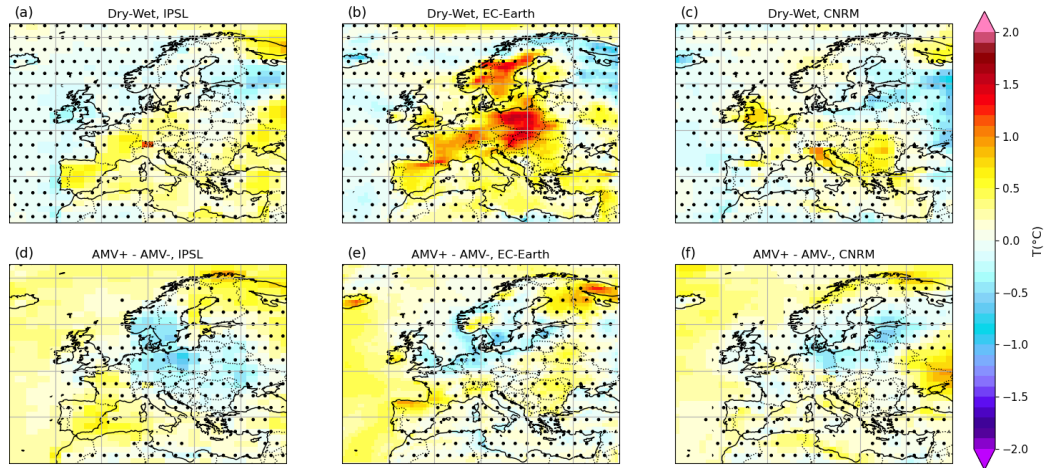 (a) Dry-Wet, IPSL
(b) Dry-Wet, EC-Earth
(c) Dry-Wet, CNRM
(d) AMV+ - AMV-, IPSL
(e) AMV+ - AMV-, EC-Earth
(f) AMV+ - AMV-, CNRM
2.0
1.5
1.0
0.5
0.0
−0.5
−1.0
−1.5
−2.0
T(°C)